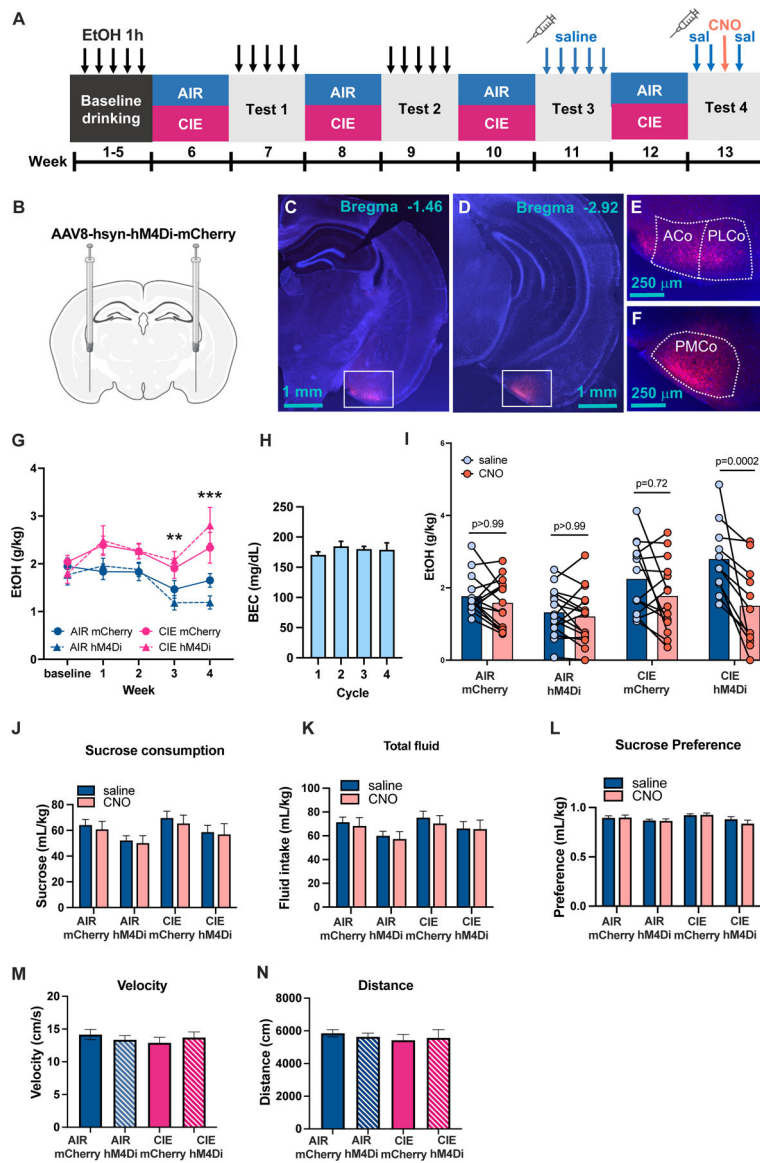 A
EtOH 1h
saline
CNO
sal sal
Baseline drinking
AIR
CIE
Test 1
AIR
CIE
Test 2
AIR
CIE
Test 3
AIR
CIE
Test 4
Week
1-5 6 7 8 9 10 11 12 13
B
AAV8-hsyn-hM4Di-mCherry
C
Bregma -1.46
1 mm
D
Bregma -2.92
1 mm
E
ACo PLCo
250 µm
F
PMCo
250 µm
G
EtOH (g/kg)
4
3
2
1
0
** ***
AIR mCherry CIE mCherry
AIR hM4Di CIE hM4Di
baseline 1 2 3 4
Week
H
BEC (mg/dL)
300
250
200
150
100
50
0
1 2 3 4
Cycle
I
saline
CNO
EtOH (g/kg)
6
4
2
0
p>0.99 p>0.99 p=0.72 p=0.0002
AIR mCherry
AIR hM4Di
CIE mCherry
CIE hM4Di
J
Sucrose consumption
saline
CNO
Sucrose (mL/kg)
100
80
60
40
20
0
AIR AIR CIE CIE
mCherry hM4Di mCherry hM4Di
K
Total fluid
saline
CNO
Fluid intake (mL/kg)
100
80
60
40
20
0
AIR AIR CIE CIE
mCherry hM4Di mCherry hM4Di
L
Sucrose Preference
saline
CNO
Preference (mL/kg)
1.0
0.5
0.0
AIR AIR CIE CIE
mCherry hM4Di mCherry hM4Di
M
Velocity
Velocity (cm/s)
20
15
10
5
0
AIR AIR CIE CIE
mCherry hM4Di mCherry hM4Di
N
Distance
Distance (cm)
8000
6000
4000
2000
0
AIR AIR CIE CIE
mCherry hM4Di mCherry hM4Di